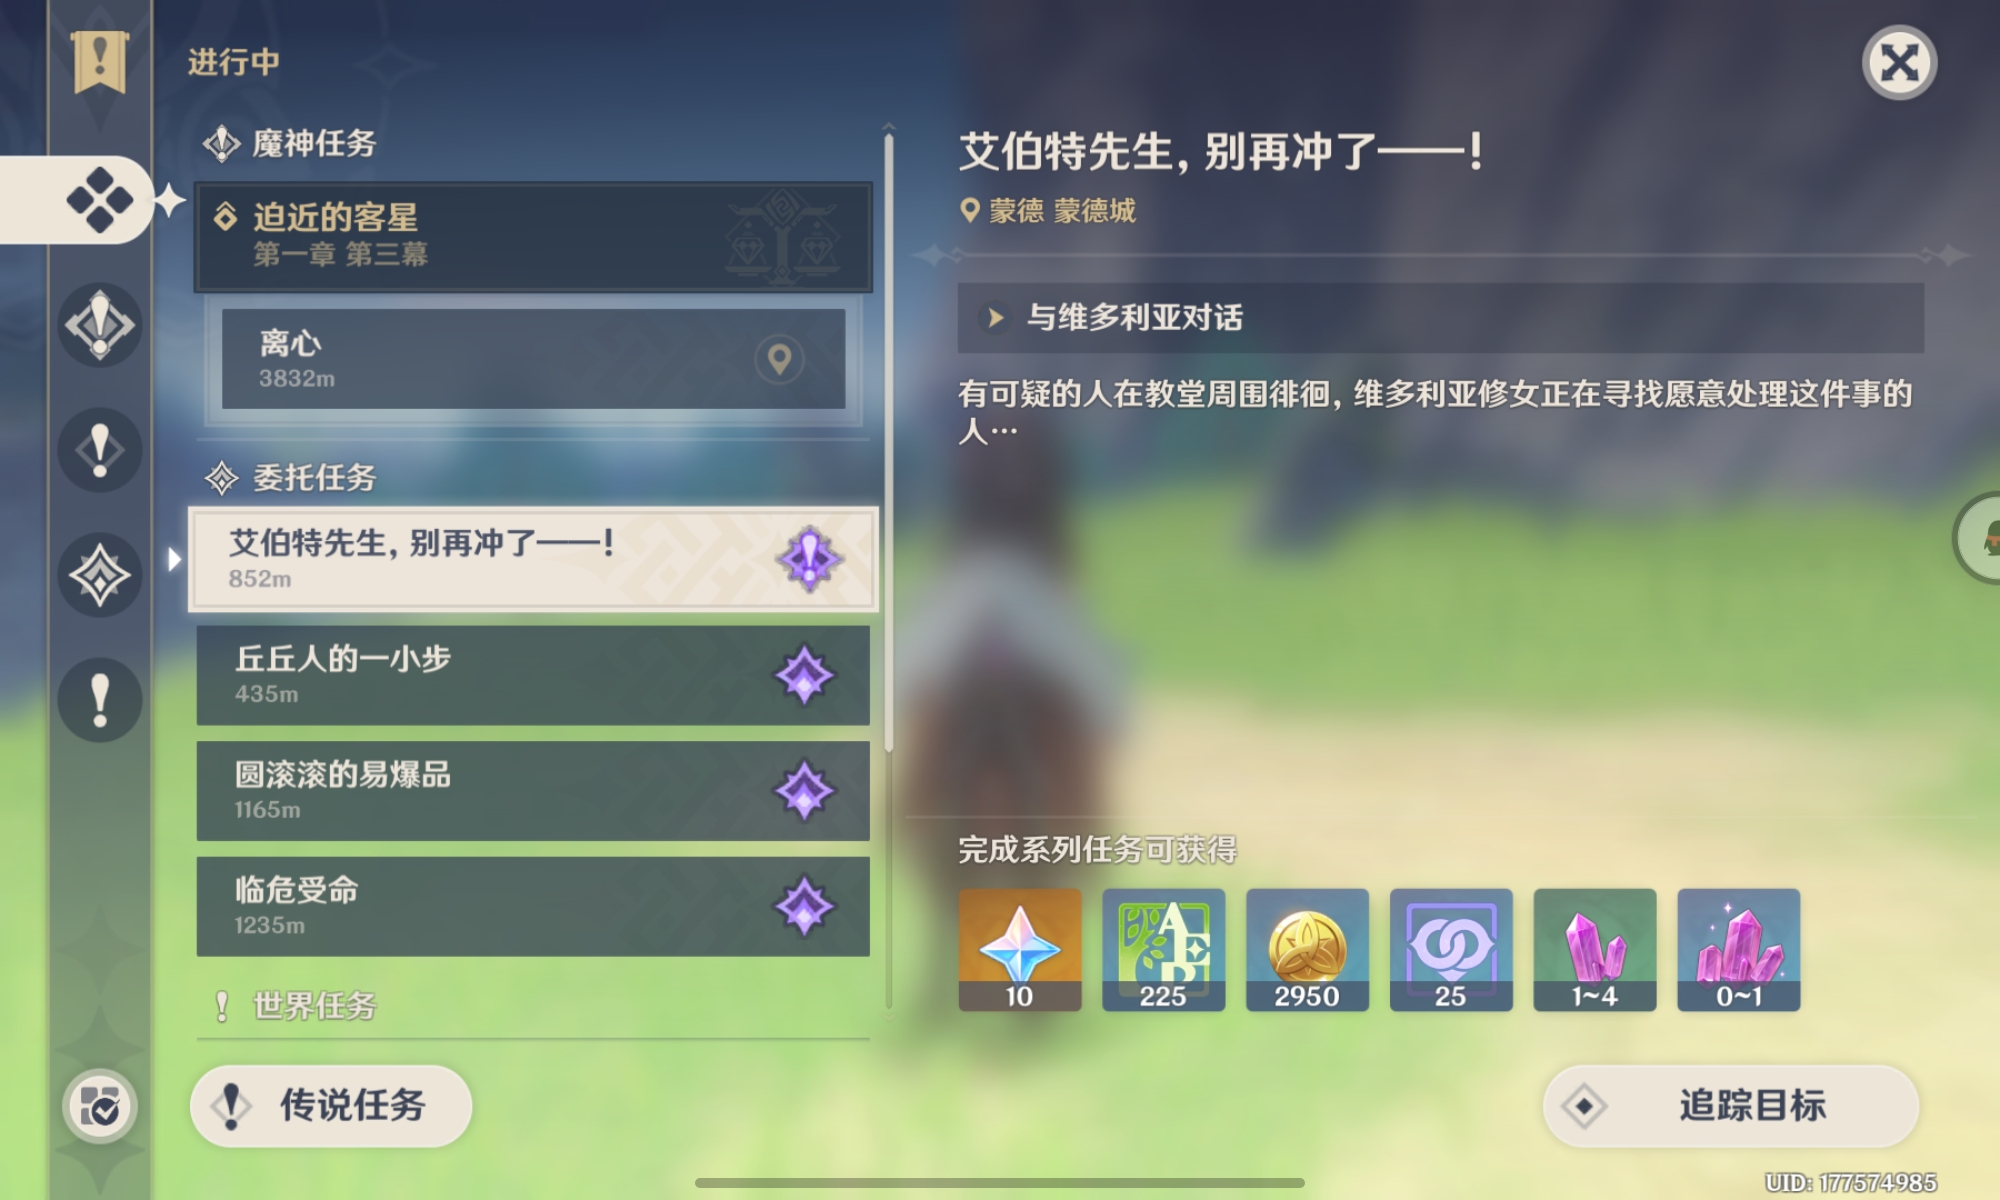 进行中
魔神任务
迫近的客星
第一章 第三幕
离心
3832m
委托任务
艾伯特先生，别再冲了——！
852m
丘丘人的一小步
435m
圆滚滚的易爆品
1165m
临危受命
1235m
世界任务
传说任务
艾伯特先生，别再冲了——！
蒙德 蒙德城
与维多利亚对话
有可疑的人在教堂周围徘徊，维多利亚修女正在寻找愿意处理这件事的
人…
完成系列任务可获得
10
225
2950
25
1~4
0~1
追踪目标
UID: 177574985